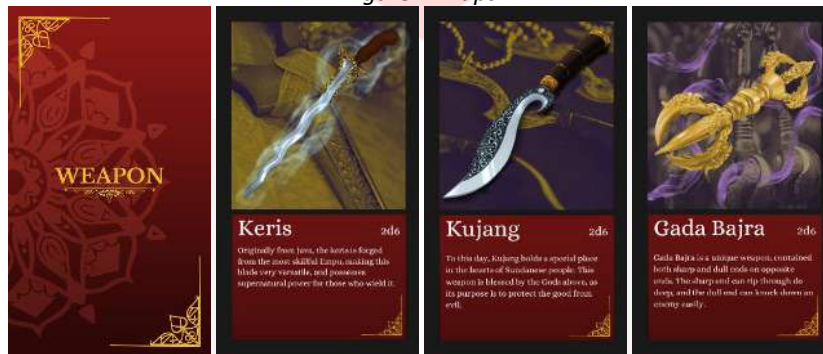 WEAPON
Keris 2d6
Originally from Java, the keris is forged
from the most skillful Empu, making this
blade very versatile, and possesses
supernatural power for those who wield it.
Kujang 2d6
To this day, Kujang holds a special place
in the hearts of Sundanese people. This
weapon is blessed by the Gods above, as
its purpose is to protect the good from
evil.
Gada Bajra 2d6
Gada Bajra is a unique weapon, contained
both sharp and dull ends on opposite
ends. The sharp end can tip through do
deep, and the dull end can knock down an
enemy easily.